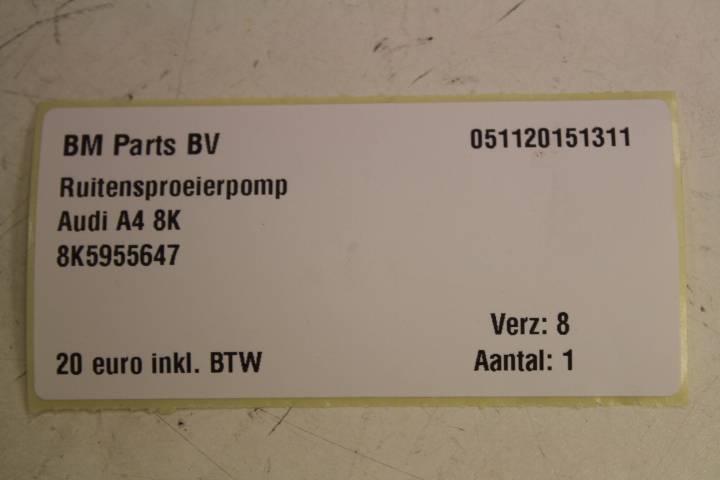 BM Parts BV 051120151311
Ruitensproeierpomp
Audi A4 8K
8K5955647
Verz: 8
20 euro inkl. BTW Aantal: 1